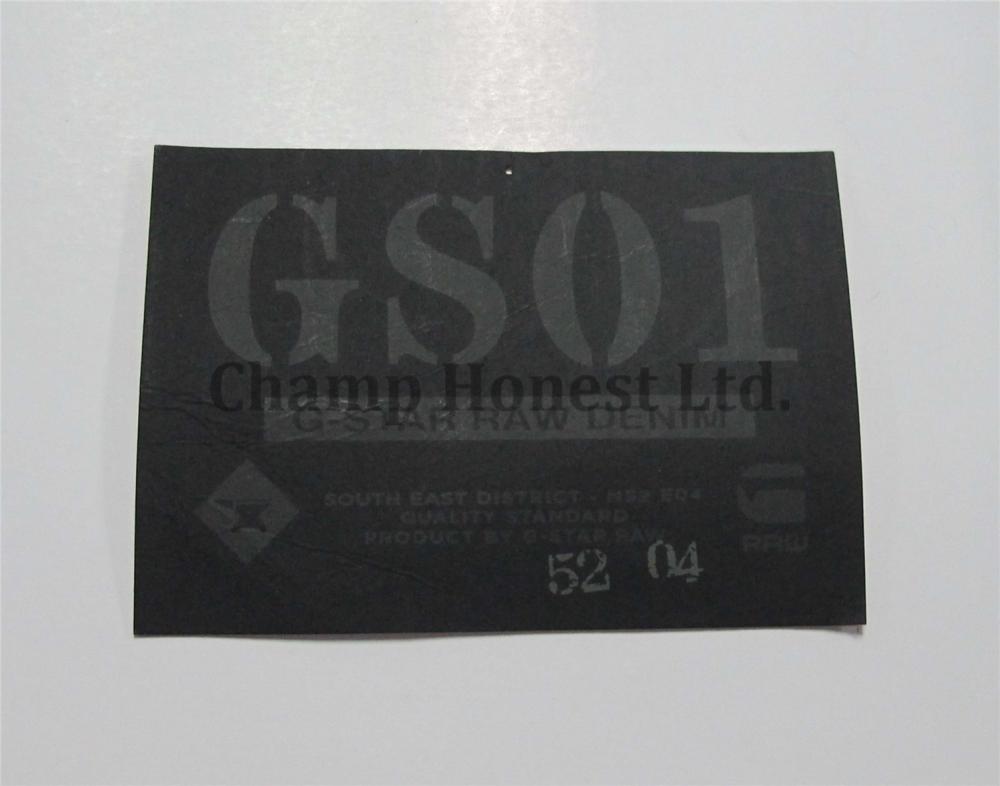 GS01
Champ Honest Ltd.
G-STAR RAW DENIM
SOUTH EAST DISTRICT - N52 E04
QUALITY STANDARD
PRODUCT BY G-STAR RAW
RAW
52 04